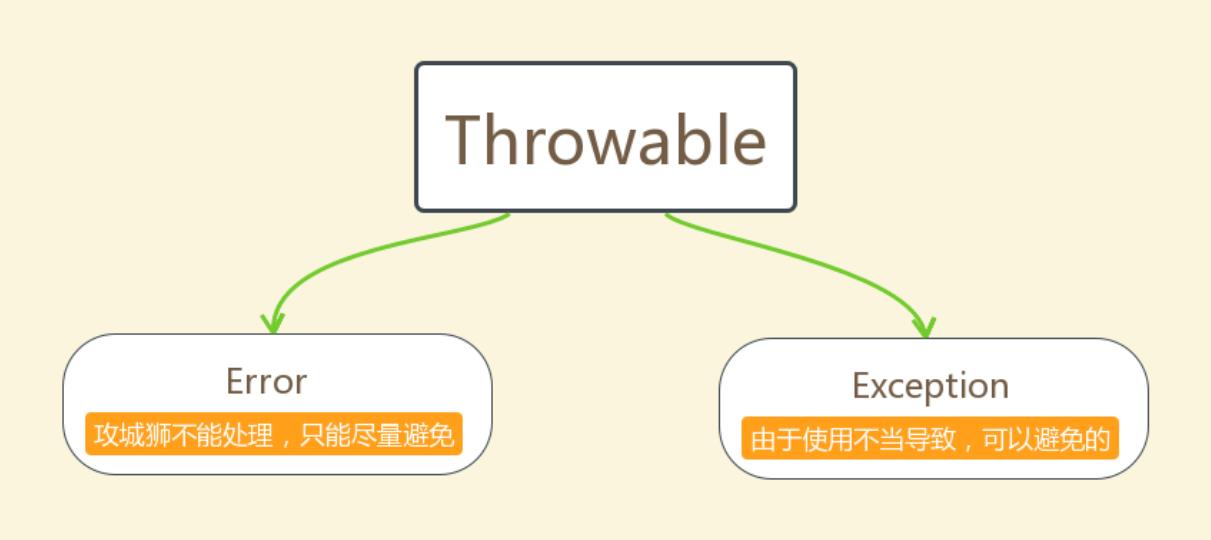 Throwable
Error
攻城狮不能处理，只能尽量避免
Exception
由于使用不当导致，可以避免的